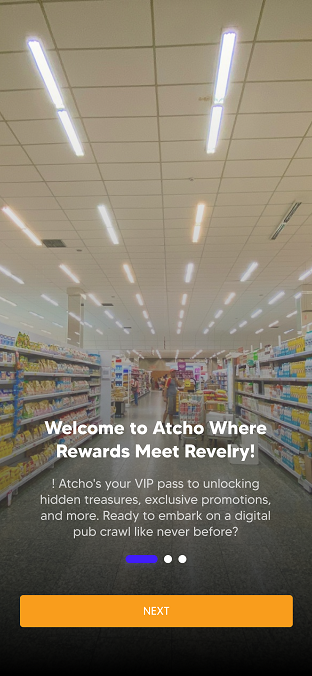 Welcome to Atcho Where
Rewards Meet Revelry!
! Atcho's your VIP pass to unlocking
hidden treasures, exclusive promotions,
and more. Ready to embark on a digital
pub crawl like never before?
NEXT